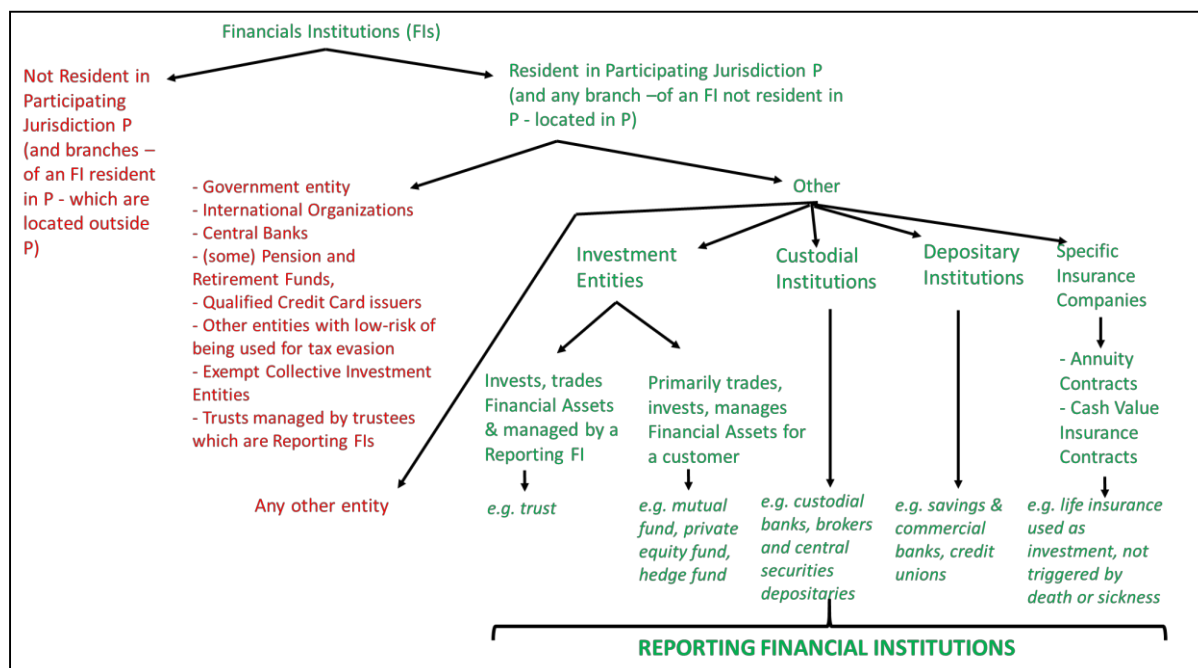 Financials Institutions (FIs)
Not Resident in
Participating
Jurisdiction P
(and branches –
of an FI resident
in P - which are
located outside
P)
Resident in Participating Jurisdiction P
(and any branch –of an FI not resident in
P - located in P)
- Government entity
- International Organizations
- Central Banks
- (some) Pension and
Retirement Funds,
- Qualified Credit Card issuers
- Other entities with low-risk of
being used for tax evasion
- Exempt Collective Investment
Entities
- Trusts managed by trustees
which are Reporting FIs
Any other entity
Other
Investment
Entities
Custodial
Institutions
Depositary
Institutions
Specific
Insurance
Companies
Invests, trades
Financial Assets
& managed by a
Reporting FI
Primarily trades,
invests, manages
Financial Assets for
a customer
- Annuity
Contracts
- Cash Value
Insurance
Contracts
e.g. trust
e.g. mutual
fund, private
equity fund,
hedge fund
e.g. custodial
banks, brokers
and central
securities
depositaries
e.g. savings &
commercial
banks, credit
unions
e.g. life insurance
used as
investment, not
triggered by
death or sickness
REPORTING FINANCIAL INSTITUTIONS